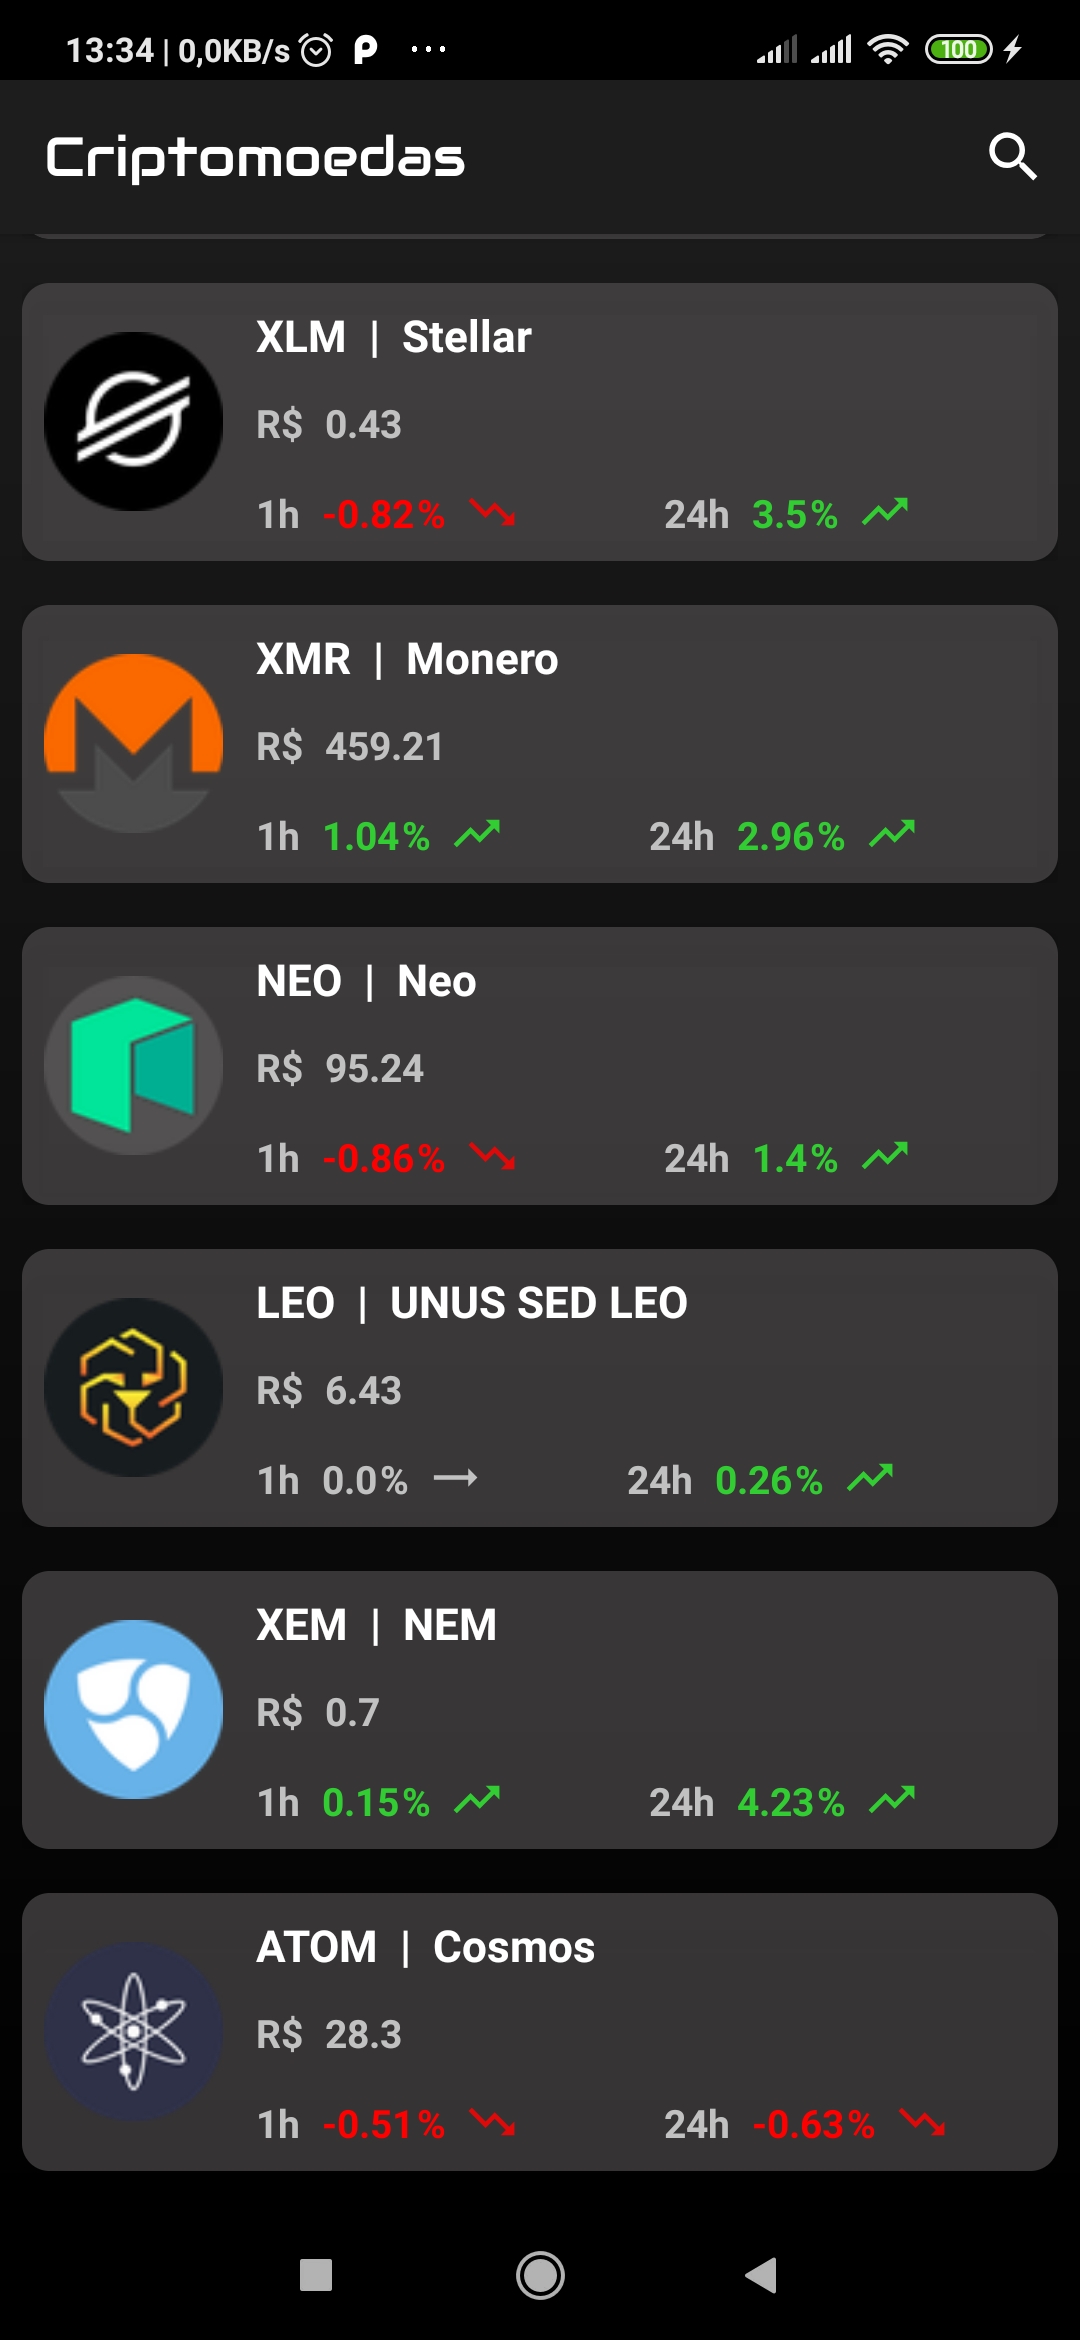 13:34 | 0,0KB/s ...
100
Criptomoedas
XLM | Stellar
R$ 0.43
1h -0.82% 24h 3.5%
XMR | Monero
R$ 459.21
1h 1.04% 24h 2.96%
NEO | Neo
R$ 95.24
1h -0.86% 24h 1.4%
LEO | UNUS SED LEO
R$ 6.43
1h 0.0% 24h 0.26%
XEM | NEM
R$ 0.7
1h 0.15% 24h 4.23%
ATOM | Cosmos
R$ 28.3
1h -0.51% 24h -0.63%